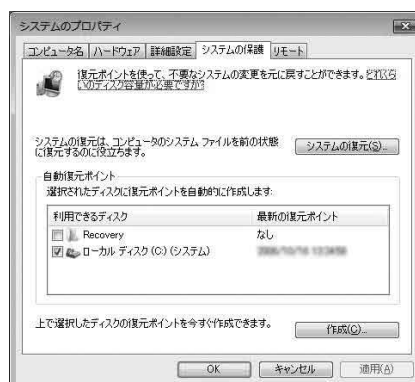 システムのプロパティ
コンピュータ名 ハードウェア 詳細設定 システムの保護 リモート
復元ポイントを使って、不要なシステムの変更を元に戻すことができます。どれくら
いのディスク容量が必要ですか?
システムの復元は、コンピュータのシステム ファイルを前の状態
に復元するのに役立ちます。
システムの復元(S)...
自動復元ポイント
選択されたディスクに復元ポイントを自動的に作成します:
利用できるディスク 最新の復元ポイント
Recovery なし
ローカル ディスク (C:) (システム)
上で選択したディスクの復元ポイントを今すぐ作成できます。
作成(C)...
OK キャンセル 適用(A)